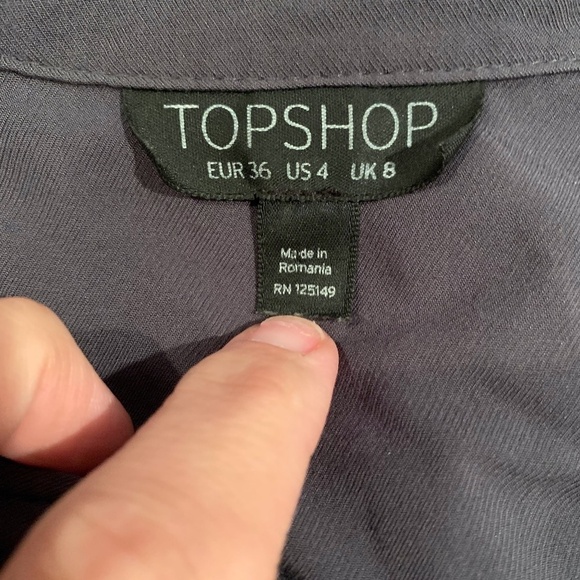 TOPSHOP
EUR 36 US 4 UK 8
Made in
Romania
RN 125149